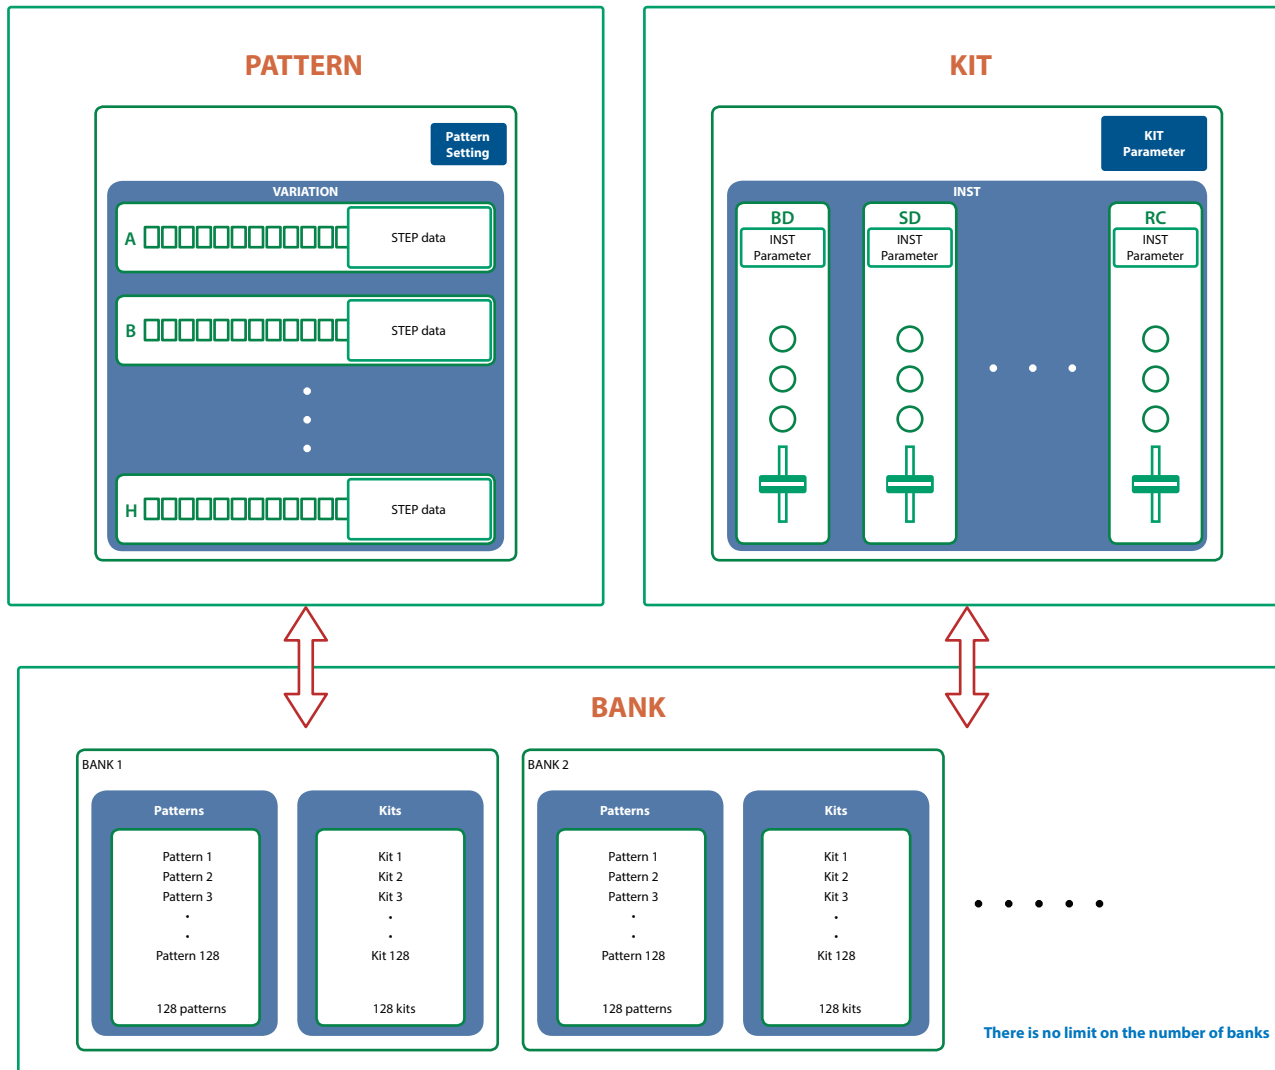 PATTERN
Pattern
Setting
VARIATION
A
STEP data
B
STEP data
H
STEP data
KIT
KIT
Parameter
INST
BD
INST
Parameter
SD
INST
Parameter
RC
INST
Parameter
BANK
BANK 1
Patterns
Pattern 1
Pattern 2
Pattern 3
Pattern 128
128 patterns
Kits
Kit 1
Kit 2
Kit 3
Kit 128
128 kits
BANK 2
Patterns
Pattern 1
Pattern 2
Pattern 3
Pattern 128
128 patterns
Kits
Kit 1
Kit 2
Kit 3
Kit 128
128 kits
There is no limit on the number of banks